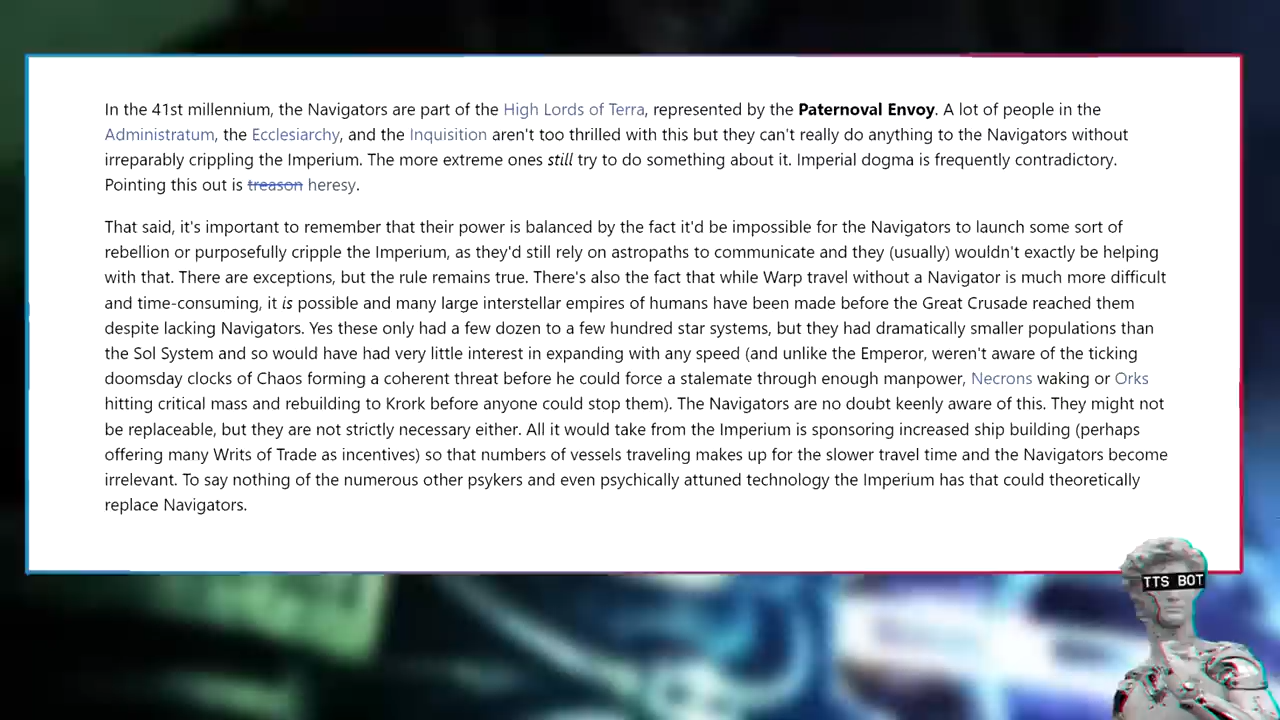 In the 41st millennium, the Navigators are part of the High Lords of Terra, represented by the Paternoval Envoy. A lot of people in the
Administratum, the Ecclesiarchy, and the Inquisition aren't too thrilled with this but they can't really do anything to the Navigators without
irreparably crippling the Imperium. The more extreme ones still try to do something about it. Imperial dogma is frequently contradictory.
Pointing this out is treason heresy.
That said, it's important to remember that their power is balanced by the fact it'd be impossible for the Navigators to launch some sort of
rebellion or purposefully cripple the Imperium, as they'd still rely on astropaths to communicate and they (usually) wouldn't exactly be helping
with that. There are exceptions, but the rule remains true. There's also the fact that while Warp travel without a Navigator is much more difficult
and time-consuming, it is possible and many large interstellar empires of humans have been made before the Great Crusade reached them
despite lacking Navigators. Yes these only had a few dozen to a few hundred star systems, but they had dramatically smaller populations than
the Sol System and so would have had very little interest in expanding with any speed (and unlike the Emperor, weren't aware of the ticking
doomsday clocks of Chaos forming a coherent threat before he could force a stalemate through enough manpower, Necrons waking or Orks
hitting critical mass and rebuilding to Krork before anyone could stop them). The Navigators are no doubt keenly aware of this. They might not
be replaceable, but they are not strictly necessary either. All it would take from the Imperium is sponsoring increased ship building (perhaps
offering many Writs of Trade as incentives) so that numbers of vessels traveling makes up for the slower travel time and the Navigators become
irrelevant. To say nothing of the numerous other psykers and even psychically attuned technology the Imperium has that could theoretically
replace Navigators.
TTS BOT